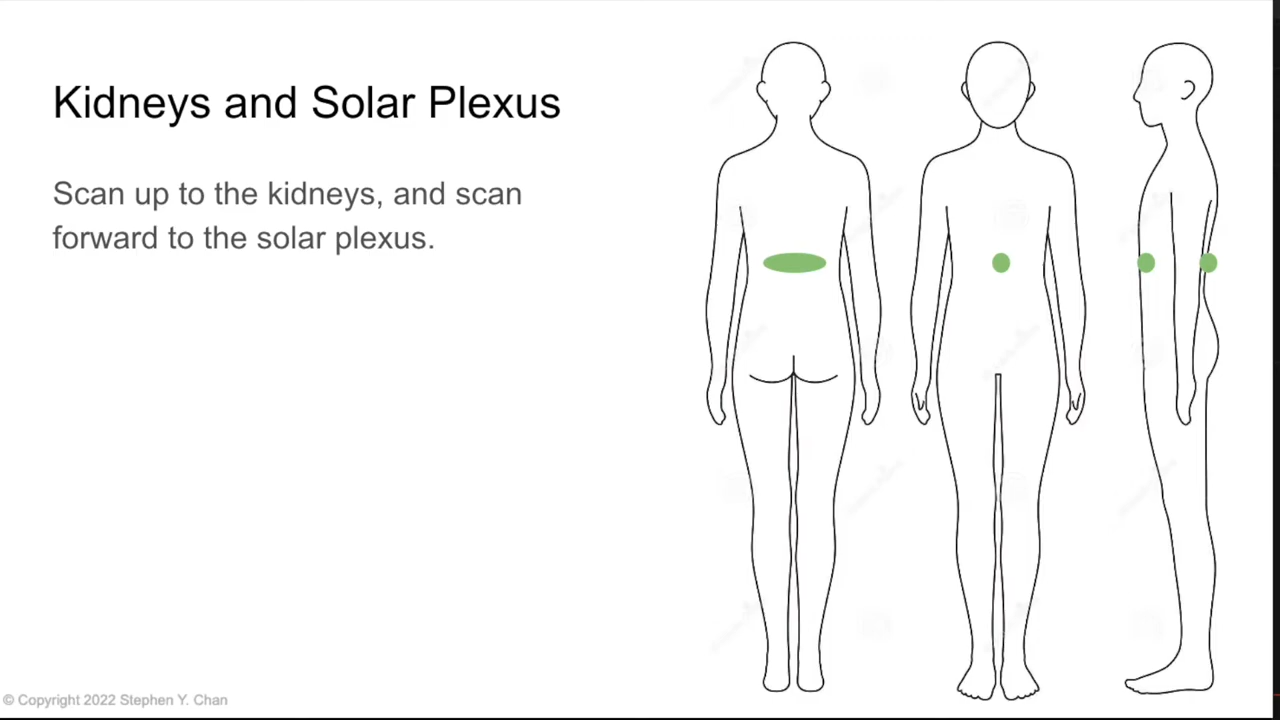 Kidneys and Solar Plexus
Scan up to the kidneys, and scan
forward to the solar plexus.
© Copyright 2022 Stephen Y. Chan